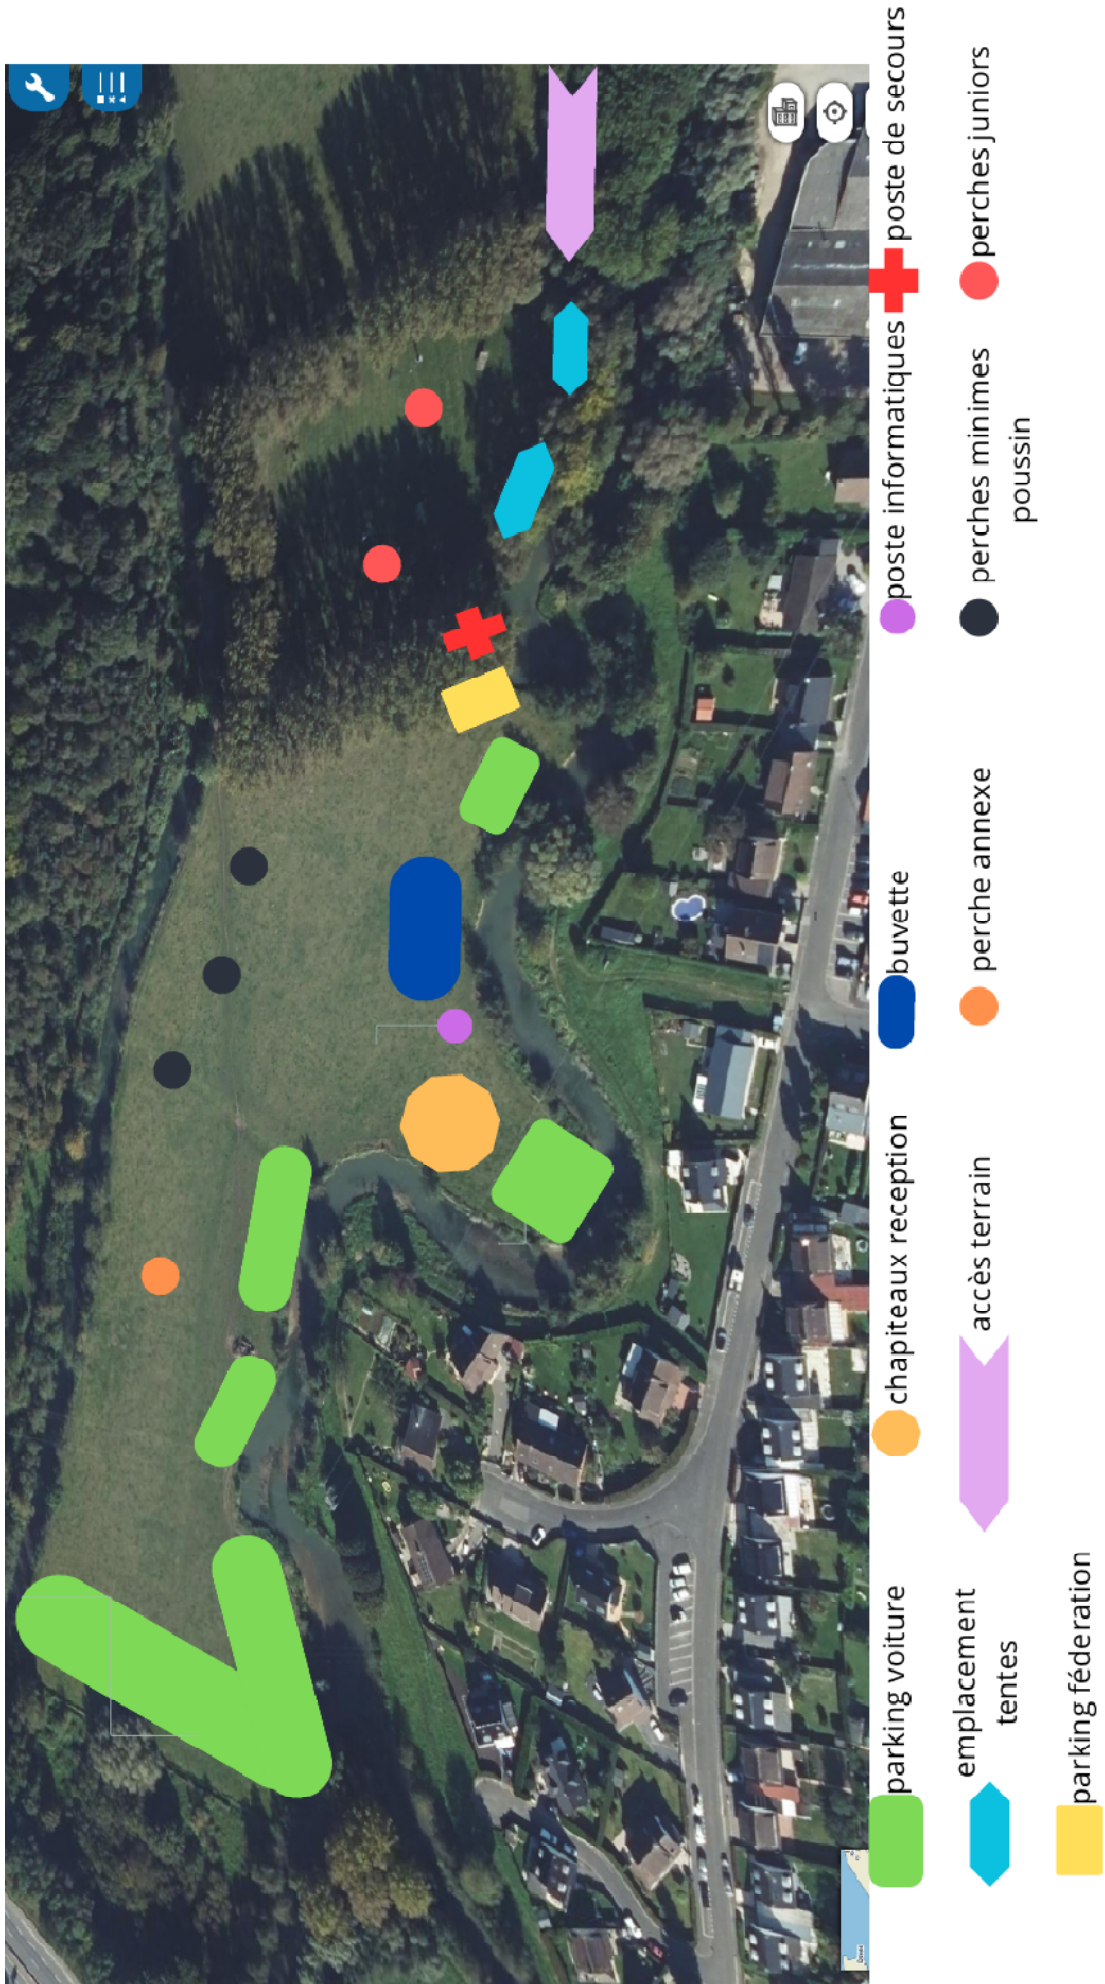 parking voiture
chapiteaux reception
buvette
poste informatiques
poste de secours
emplacement
tentes
accès terrain
perche annexe
perches minimes
poussin
perches juniors
parking féderation